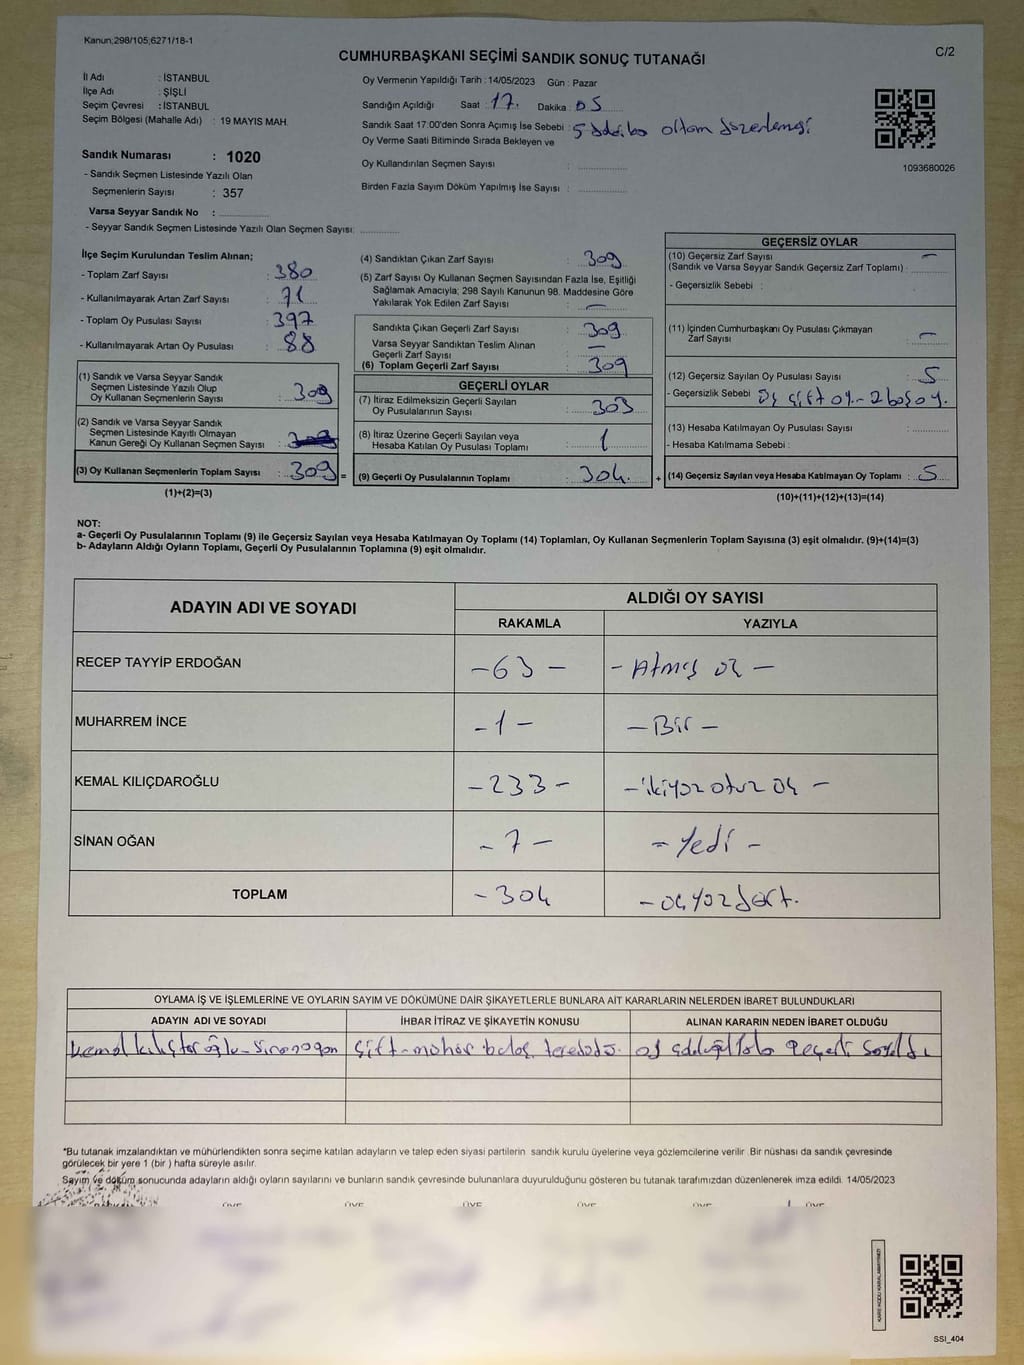 Kanun;298/105;6271/18-1
CUMHURBAŞKANI SEÇİMİ SANDIK SONUÇ TUTANAĞI
C/2
İl Adı : İSTANBUL
İlçe Adı : ŞİŞLİ
Seçim Çevresi : İSTANBUL
Seçim Bölgesi (Mahalle Adı) : 19 MAYIS MAH.
Sandık Numarası : 1020
- Sandık Seçmen Listesinde Yazılı Olan
Seçmenlerin Sayısı : 357
Varsa Seyyar Sandık No :
- Seyyar Sandık Seçmen Listesinde Yazılı Olan Seçmen Sayısı:
Oy Vermenin Yapıldığı Tarih : 14/05/2023 Gün : Pazar
Sandığın Açıldığı Saat : 17. Dakika : 05
Sandık Saat 17:00'den Sonra Açımış İse Sebebi : 5 dakika ortam düzenlemesi
Oy Verme Saati Bitiminde Sırada Bekleyen ve
Oy Kullandırılan Seçmen Sayısı :
Birden Fazla Sayım Döküm Yapılmış İse Sayısı :
1093680026
İlçe Seçim Kurulundan Teslim Alınan;
- Toplam Zarf Sayısı : 380
- Kullanılmayarak Artan Zarf Sayısı : 71
- Toplam Oy Pusulası Sayısı : 397
- Kullanılmayarak Artan Oy Pusulası : 88
(1) Sandık ve Varsa Seyyar Sandık
Seçmen Listesinde Yazılı Olup
Oy Kullanan Seçmenlerin Sayısı : 309
(2) Sandık ve Varsa Seyyar Sandık
Seçmen Listesinde Kayıtlı Olmayan
Kanun Gereği Oy Kullanan Seçmen Sayısı :
(3) Oy Kullanan Seçmenlerin Toplam Sayısı : 309 =
(1)+(2)=(3)
(4) Sandıktan Çıkan Zarf Sayısı : 309
(5) Zarf Sayısı Oy Kullanan Seçmen Sayısından Fazla İse, Eşitliği
Sağlamak Amacıyla; 298 Sayılı Kanunun 98. Maddesine Göre
Yakılarak Yok Edilen Zarf Sayısı : –
Sandıkta Çıkan Geçerli Zarf Sayısı : 309
Varsa Seyyar Sandıktan Teslim Alınan
Geçerli Zarf Sayısı : –
(6) Toplam Geçerli Zarf Sayısı : 309
GEÇERLİ OYLAR
(7) İtiraz Edilmeksizin Geçerli Sayılan
Oy Pusulalarının Sayısı : 303
(8) İtiraz Üzerine Geçerli Sayılan veya
Hesaba Katılan Oy Pusulası Toplamı : 1
(9) Geçerli Oy Pusulalarının Toplamı : 304. +
GEÇERSİZ OYLAR
(10) Geçersiz Zarf Sayısı
(Sandık ve Varsa Seyyar Sandık Geçersiz Zarf Toplamı) : –
- Geçersizlik Sebebi :
(11) İçinden Cumhurbaşkanı Oy Pusulası Çıkmayan
Zarf Sayısı : –
(12) Geçersiz Sayılan Oy Pusulası Sayısı : 5
- Geçersizlik Sebebi : Üç çift oy - 2 boş oy.
(13) Hesaba Katılmayan Oy Pusulası Sayısı :
- Hesaba Katılmama Sebebi :
(14) Geçersiz Sayılan veya Hesaba Katılmayan Oy Toplamı : 5
(10)+(11)+(12)+(13)=(14)
NOT:
a- Geçerli Oy Pusulalarının Toplamı (9) ile Geçersiz Sayılan veya Hesaba Katılmayan Oy Toplamı (14) Toplamları, Oy Kullanan Seçmenlerin Toplam Sayısına (3) eşit olmalıdır. (9)+(14)=(3)
b- Adayların Aldığı Oyların Toplamı, Geçerli Oy Pusulalarının Toplamına (9) eşit olmalıdır.
ADAYIN ADI VE SOYADI
ALDIĞI OY SAYISI
RAKAMLA YAZIYLA
RECEP TAYYİP ERDOĞAN - 63 - - Atmış üç -
MUHARREM İNCE - 1 - - Bir -
KEMAL KILIÇDAROĞLU - 233 - - ikiyüz otuz üç -
SİNAN OĞAN - 7 - - Yedi -
TOPLAM - 304 - üçyüz dört.
OYLAMA İŞ VE İŞLEMLERİNE VE OYLARIN SAYIM VE DÖKÜMÜNE DAİR ŞİKAYETLERLE BUNLARA AİT KARARLARIN NELERDEN İBARET BULUNDUKLARI
ADAYIN ADI VE SOYADI İHBAR İTİRAZ VE ŞİKAYETİN KONUSU ALINAN KARARIN NEDEN İBARET OLDUĞU
Kemal kılıçtaroğlu - Sinan oğan çift - mühür geçerli sayıldı
*Bu tutanak imzalandıktan ve mühürlendikten sonra seçime katılan adayların ve talep eden siyasi partilerin sandık kurulu üyelerine veya gözlemcilerine verilir. Bir nüshası da sandık çevresinde
görülecek bir yere 1 (bir ) hafta süreyle asılır.
Sayım ve döküm sonucunda adayların aldığı oyların sayılarını ve bunların sandık çevresinde bulunanlara duyurulduğunu gösteren bu tutanak tarafımızdan düzenlenerek imza edildi. 14/05/2023
KARE KODU KARALAMAYINIZ!
SSI_404